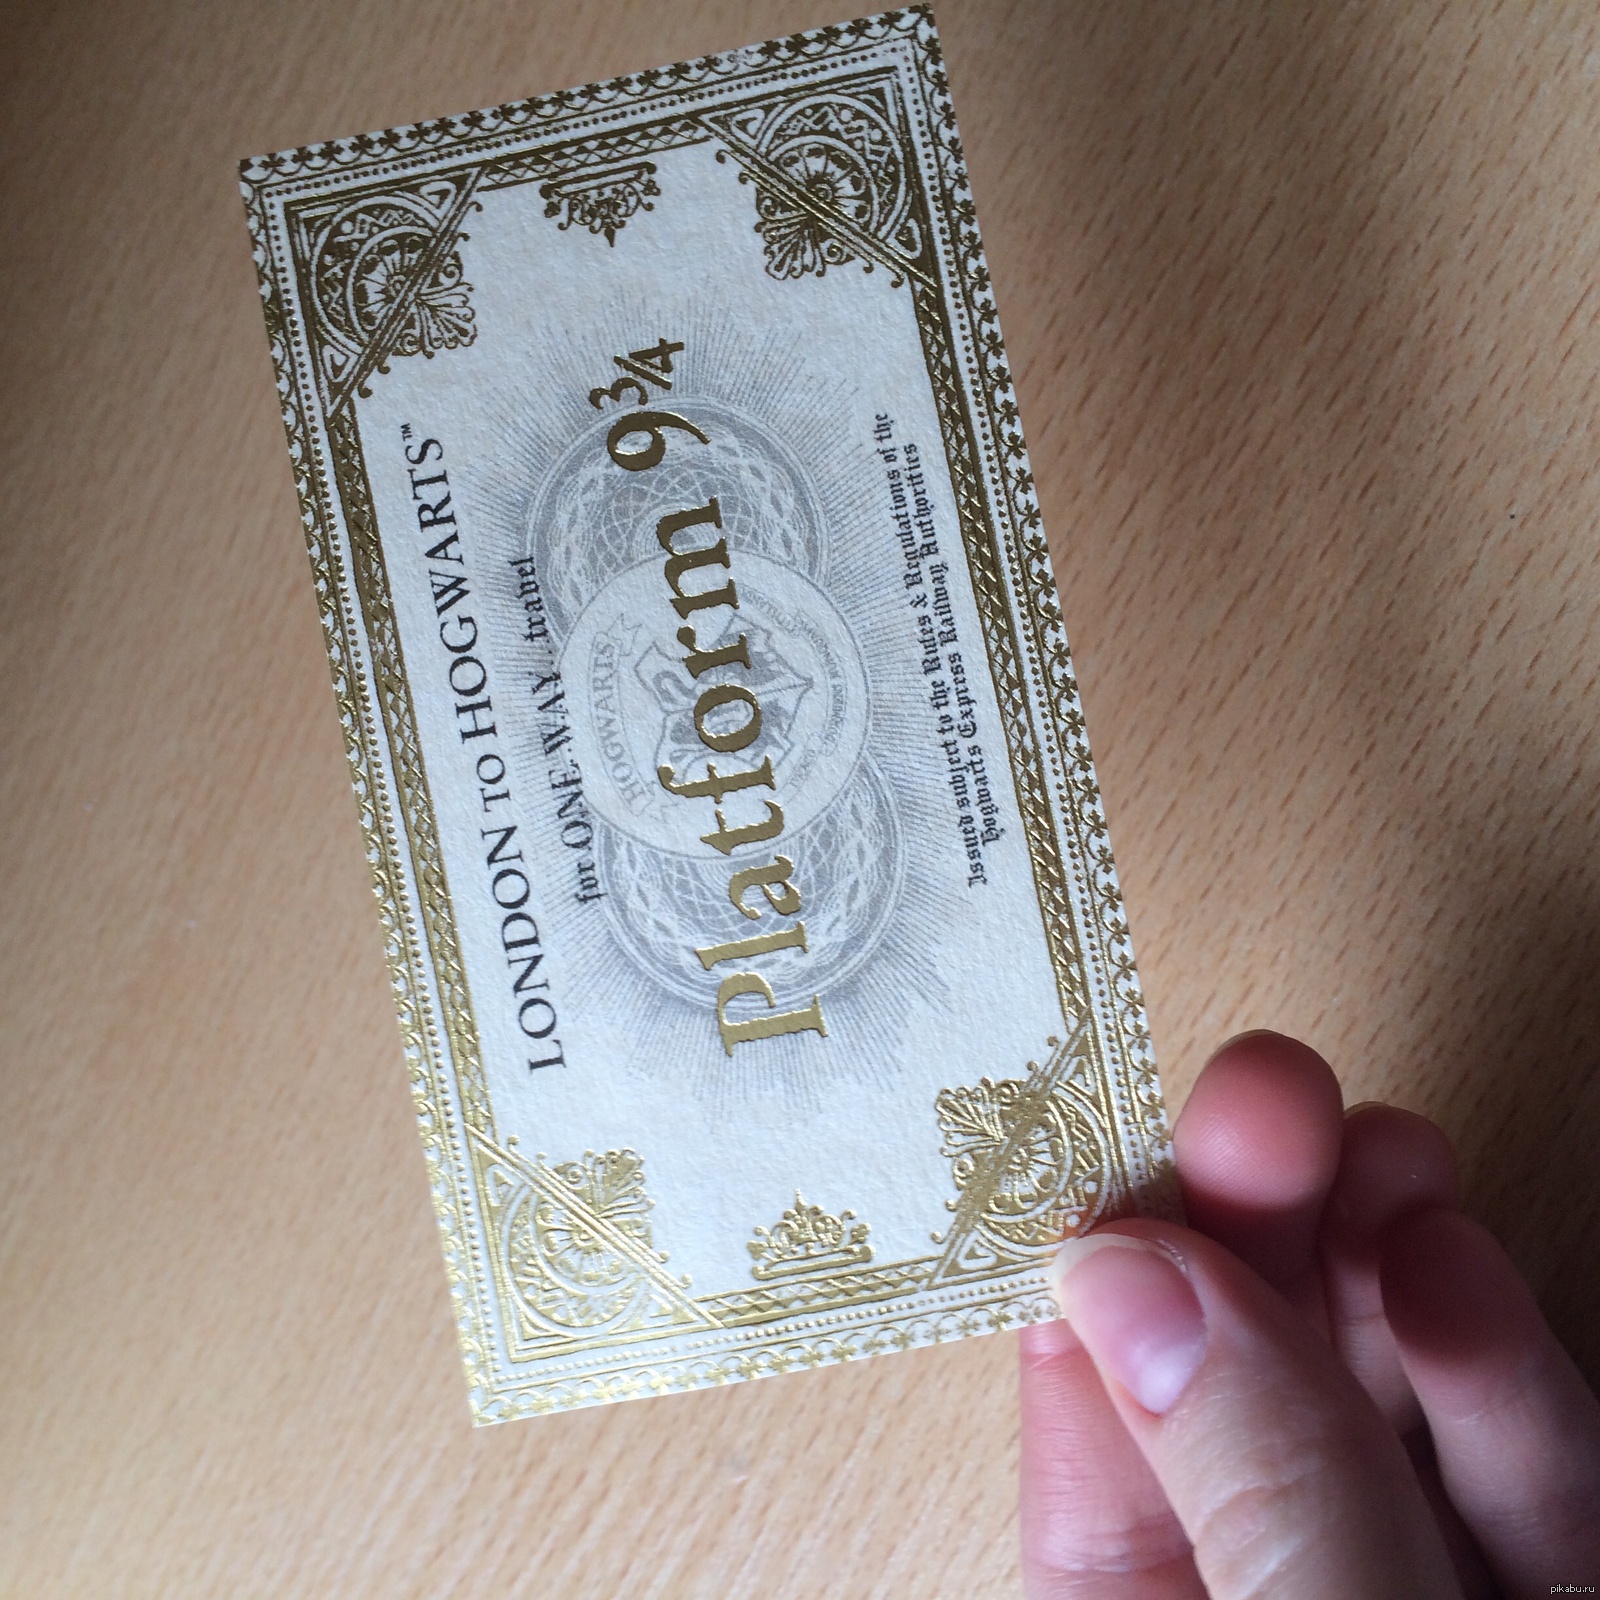 LONDON TO HOGWARTS™
for ONE WAY travel
HOGWARTS
Platform 9¾
Issued subject to the Rules & Regulations of the
Hogwarts Express Railway Authorities
pikabu.ru